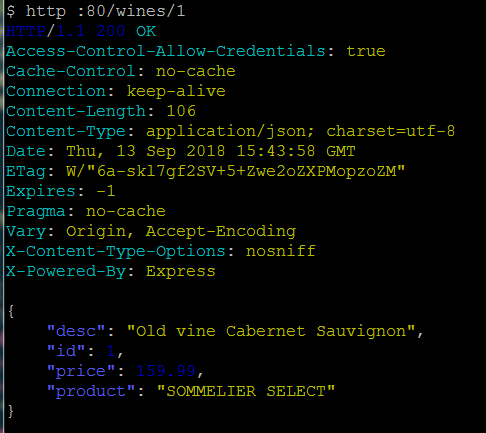 $ http :80/wines/1
HTTP/1.1 200 OK
Access-Control-Allow-Credentials: true
Cache-Control: no-cache
Connection: keep-alive
Content-Length: 106
Content-Type: application/json; charset=utf-8
Date: Thu, 13 Sep 2018 15:43:58 GMT
ETag: W/"6a-skl7gf2SV+5+Zwe2oZXPMopzoZM"
Expires: -1
Pragma: no-cache
Vary: Origin, Accept-Encoding
X-Content-Type-Options: nosniff
X-Powered-By: Express
{
    "desc": "Old vine Cabernet Sauvignon",
    "id": 1,
    "price": 159.99,
    "product": "SOMMELIER SELECT"
}